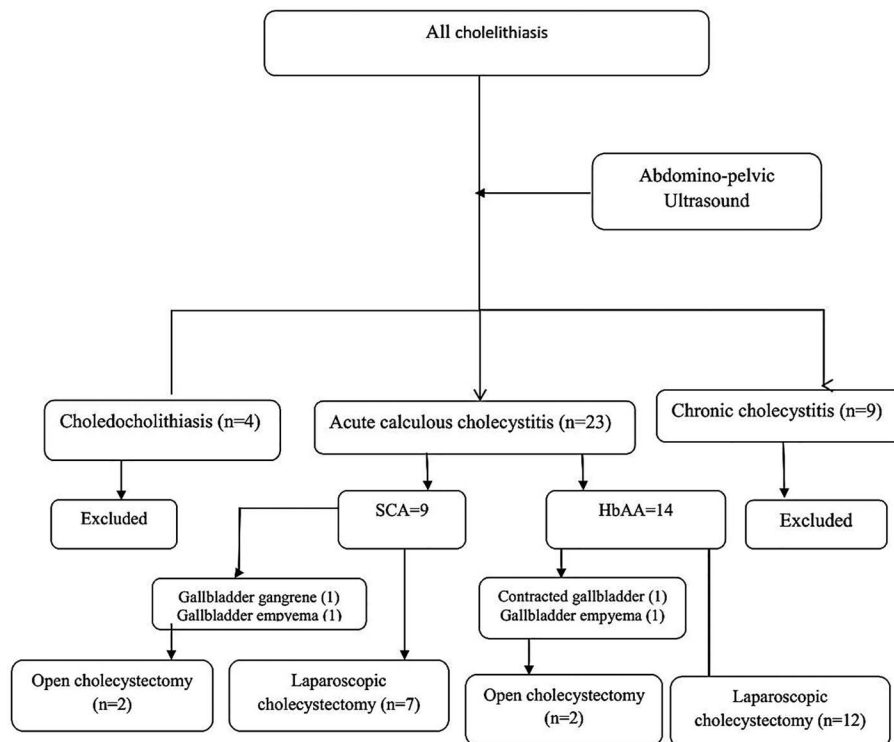 All cholelithiasis
Abdomino-pelvic
Ultrasound
Choledocholithiasis (n=4)
Acute calculous cholecystitis (n=23)
Chronic cholecystitis (n=9)
Excluded
SCA=9
HbAA=14
Excluded
Gallbladder gangrene (1)
Gallbladder empyema (1)
Contracted gallbladder (1)
Gallbladder empyema (1)
Open cholecystectomy
(n=2)
Laparoscopic
cholecystectomy (n=7)
Open cholecystectomy
(n=2)
Laparoscopic
cholecystectomy (n=12)